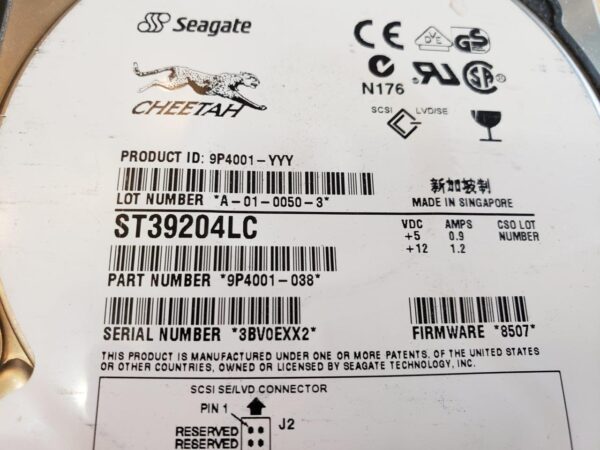 Seagate
CE
DVE
GS
N176
CHEETAH
SCSI
LVD/SE
PRODUCT ID: 9P4001-YYY
新加坡制
LOT NUMBER *A-01-0050-3*
MADE IN SINGAPORE
ST39204LC
VDC AMPS CSO LOT
+5 0.9 NUMBER
+12 1.2
PART NUMBER *9P4001-038*
SERIAL NUMBER *3BV0EXX2*
FIRMWARE *8507*
THIS PRODUCT IS MANUFACTURED UNDER ONE OR MORE PATENTS, OF THE UNITED STATES
OR OTHER COUNTRIES, OWNED OR LICENSED BY SEAGATE TECHNOLOGY, INC.
SCSI SE/LVD CONNECTOR
PIN 1
J2
RESERVED
RESERVED